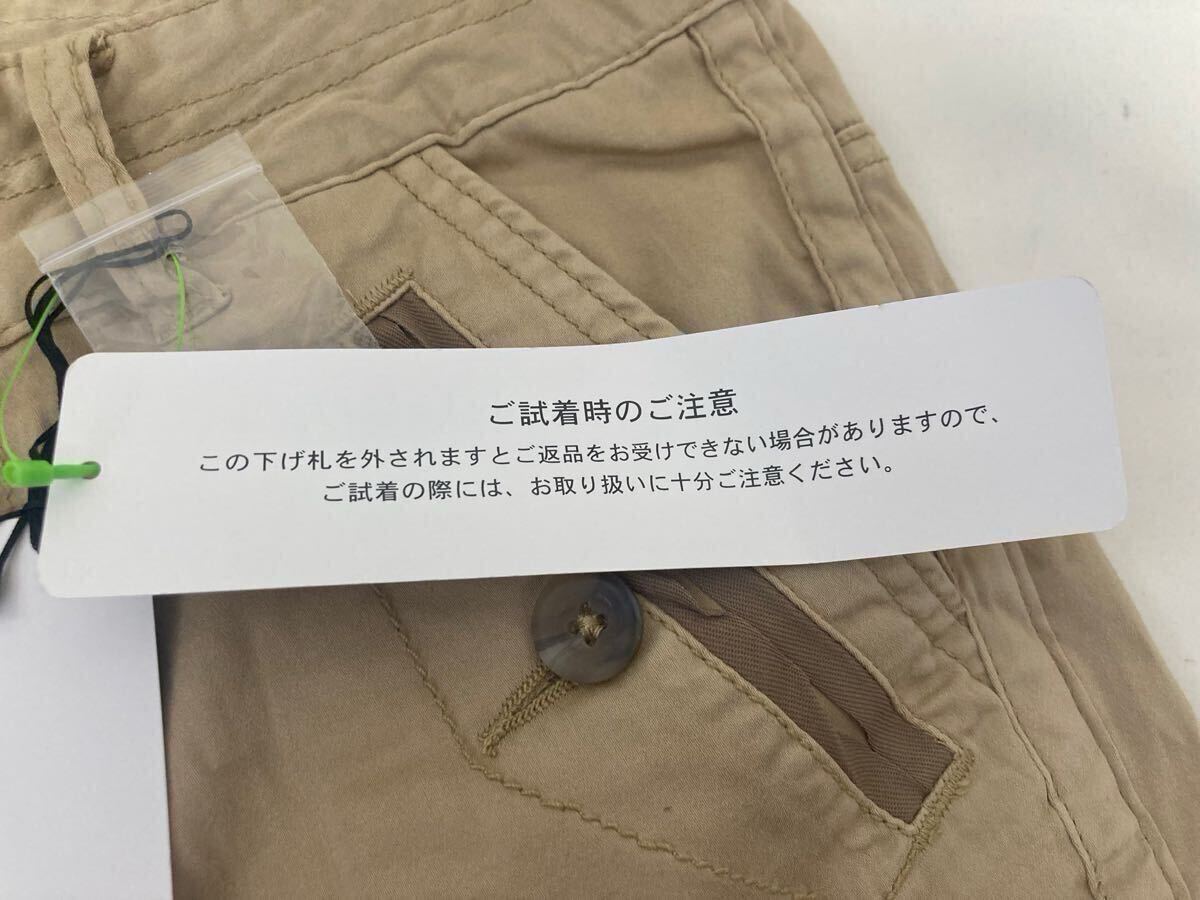 ご試着時のご注意
この下げ札を外されますとご返品をお受けできない場合がありますので、
ご試着の際には、お取り扱いに十分ご注意ください。